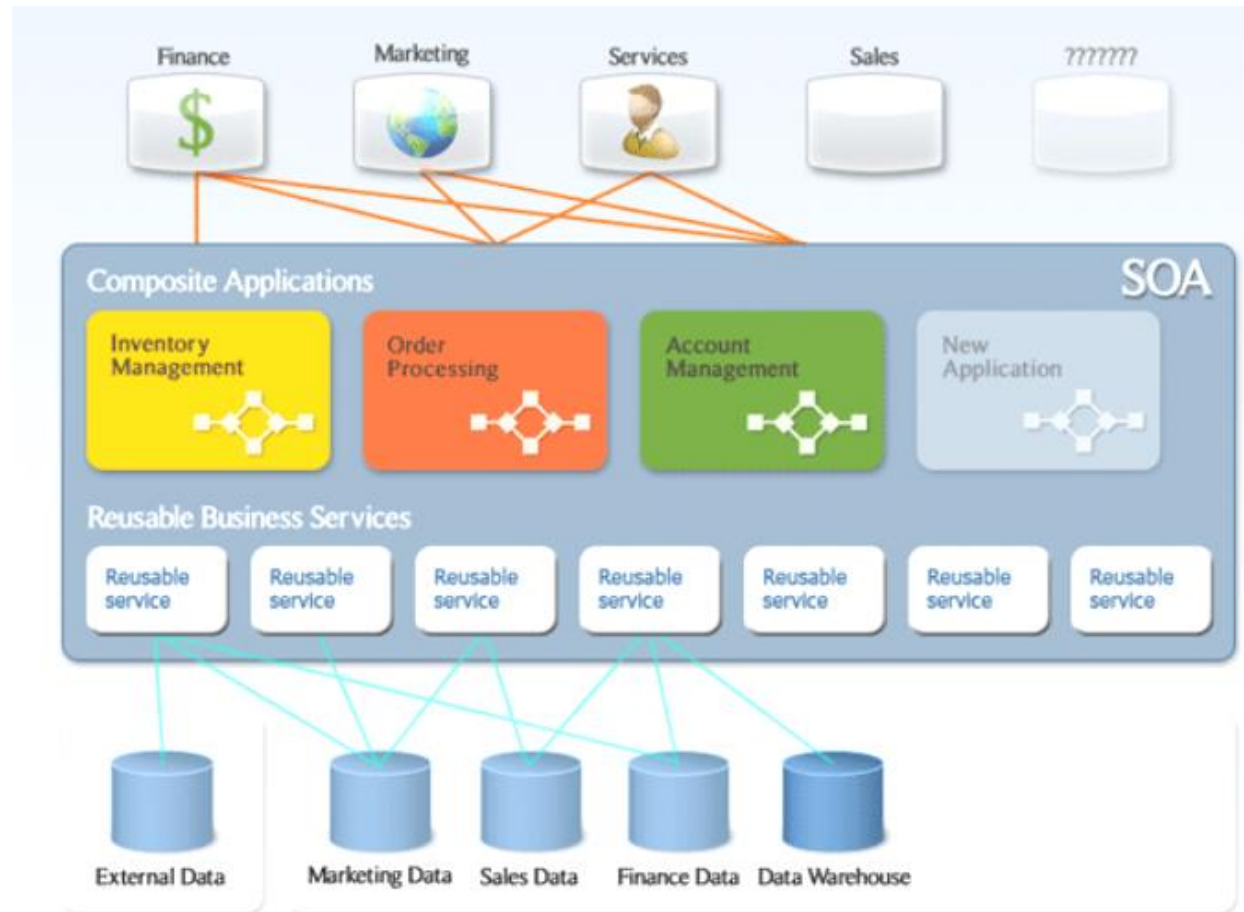 Finance
Marketing
Services
Sales
???????
Composite Applications
SOA
Inventory
Management
Order
Processing
Account
Management
New
Application
Reusable Business Services
Reusable
service
Reusable
service
Reusable
service
Reusable
service
Reusable
service
Reusable
service
Reusable
service
External Data
Marketing Data
Sales Data
Finance Data
Data Warehouse